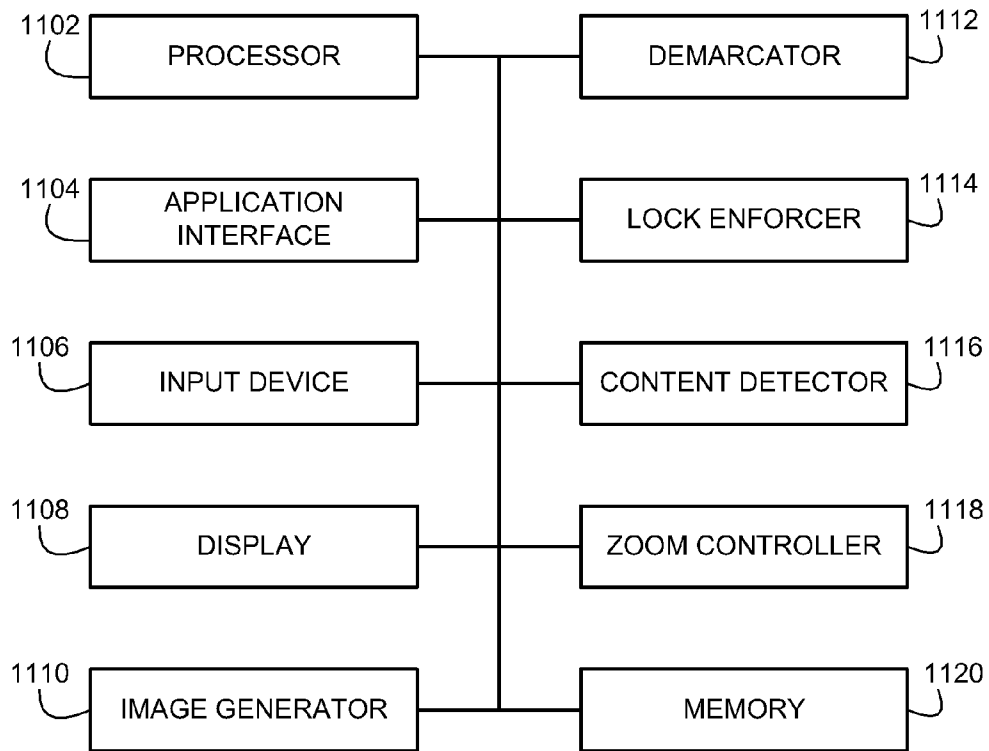 1102
PROCESSOR
DEMARCATOR
1112
1104
APPLICATION
INTERFACE
LOCK ENFORCER
1114
1106
INPUT DEVICE
CONTENT DETECTOR
1116
1108
DISPLAY
ZOOM CONTROLLER
1118
1110
IMAGE GENERATOR
MEMORY
1120